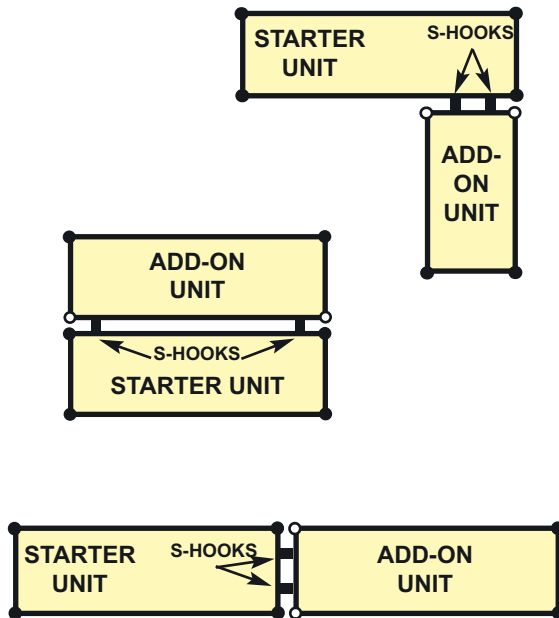 STARTER
UNIT
S-HOOKS
ADD-
ON
UNIT
ADD-ON
UNIT
S-HOOKS
STARTER UNIT
STARTER
UNIT
S-HOOKS
ADD-ON
UNIT